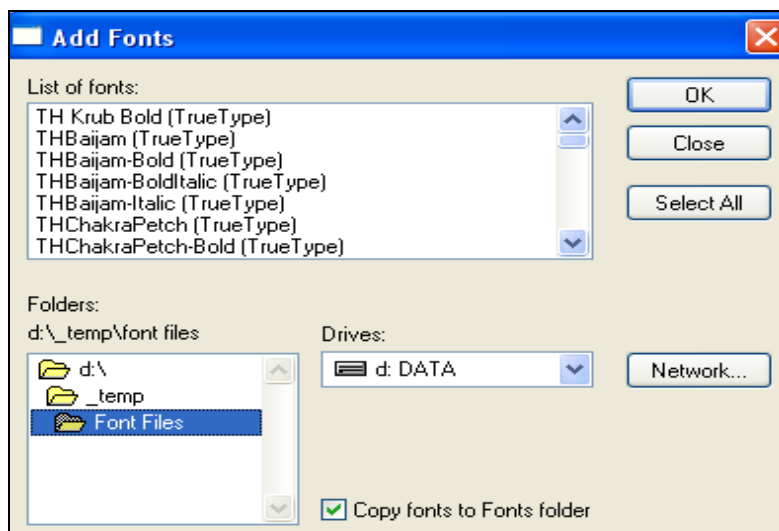 Add Fonts
List of fonts:
TH Krub Bold (TrueType)
THBaijam (TrueType)
THBaijam-Bold (TrueType)
THBaijam-BoldItalic (TrueType)
THBaijam-Italic (TrueType)
THChakraPetch (TrueType)
THChakraPetch-Bold (TrueType)
OK
Close
Select All
Folders:
d:\_temp\font files
d:\
_temp
Font Files
Drives:
d: DATA
Network...
Copy fonts to Fonts folder